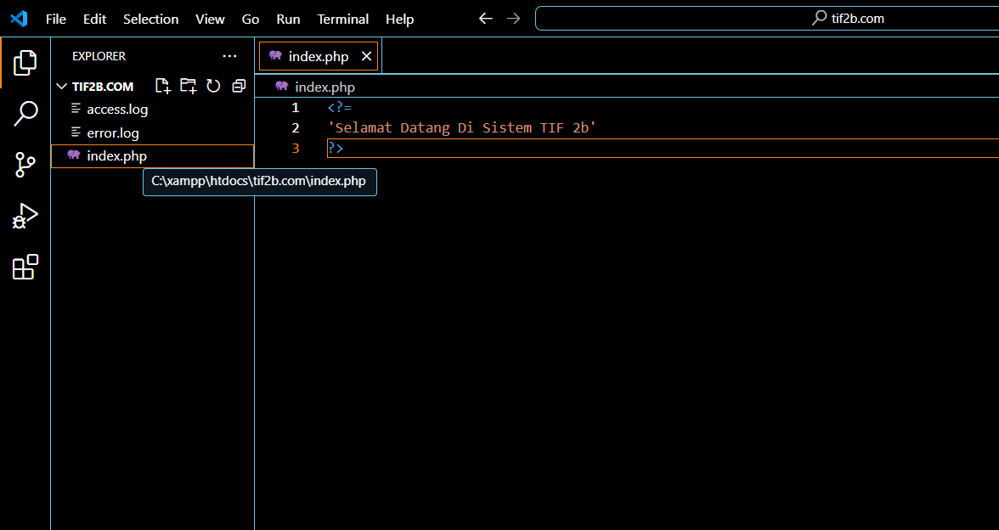 File Edit Selection View Go Run Terminal Help tif2b.com
EXPLORER ···
index.php
TIF2B.COM
access.log
error.log
index.php
C:\xampp\htdocs\tif2b.com\index.php
index.php
1 <?=
2 'Selamat Datang Di Sistem TIF 2b'
3 ?>